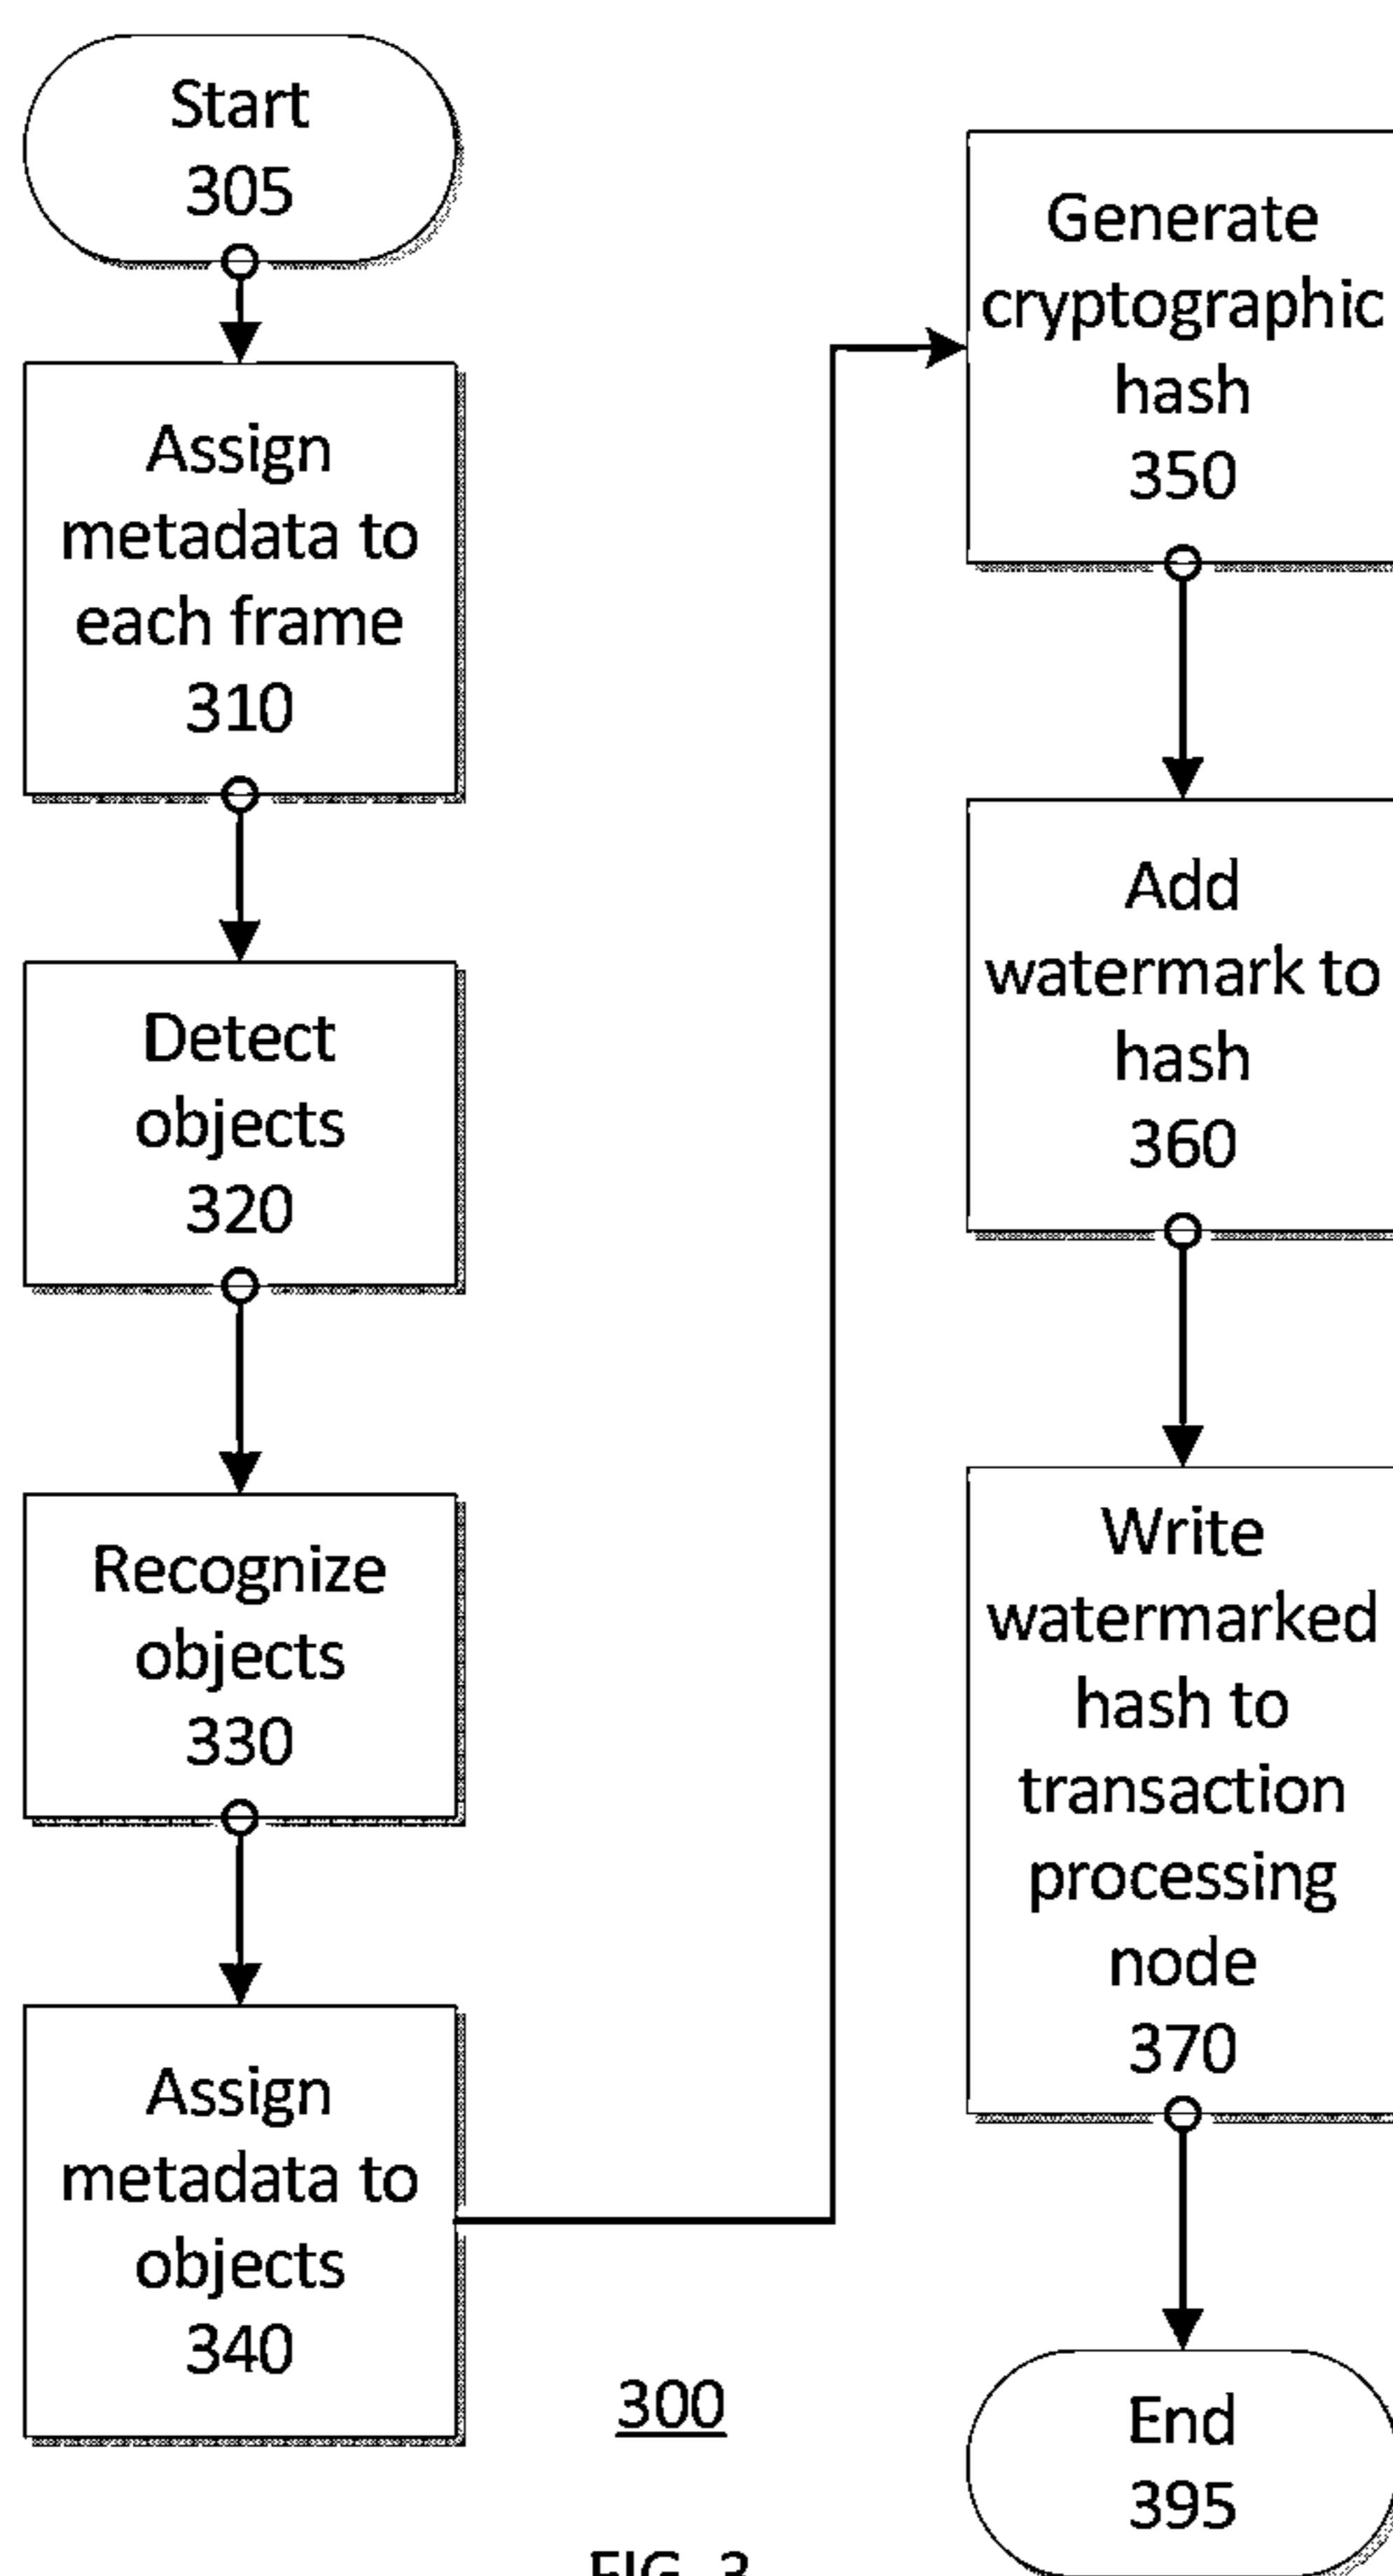 Start
305
Assign
metadata to
each frame
310
Detect
objects
320
Recognize
objects
330
Assign
metadata to
objects
340
Generate
cryptographic
hash
350
Add
watermark to
hash
360
Write
watermarked
hash to
transaction
processing
node
370
End
395
300
FIG. 3